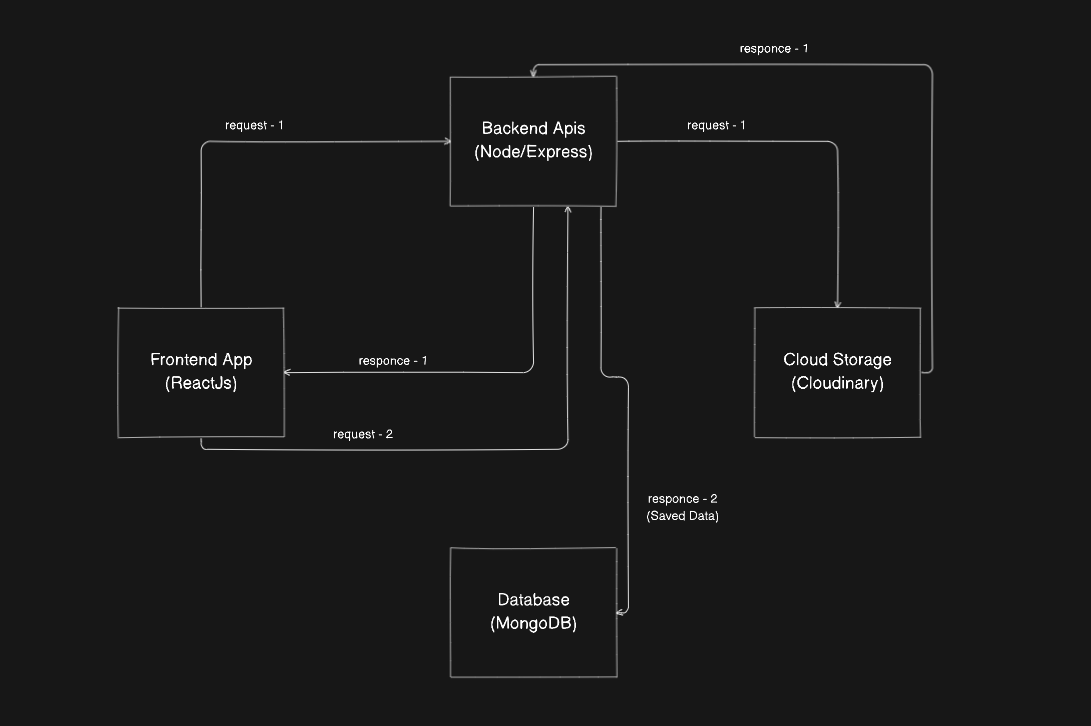 responce - 1
request - 1
Backend Apis
(Node/Express)
request - 1
Frontend App
(ReactJs)
responce - 1
Cloud Storage
(Cloudinary)
request - 2
responce - 2
(Saved Data)
Database
(MongoDB)